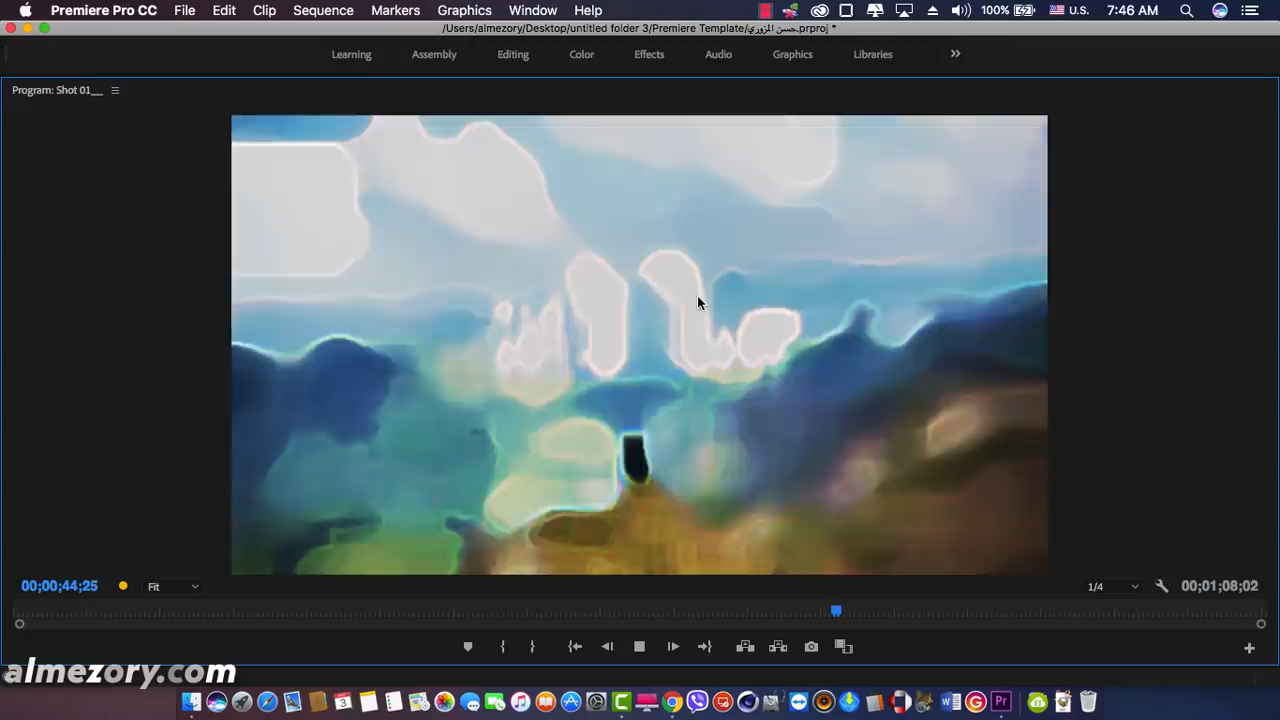 Premiere Pro CC File Edit Clip Sequence Markers Graphics Window Help 100% U.S. 7:46 AM
/Users/almezory/Desktop/untitled folder 3/Premiere Template/حسن المزوري.prproj *
Learning Assembly Editing Color Effects Audio Graphics Libraries
Program: Shot 01__
00;00;44;25 Fit 1/4 00;01;08;02
almezory.com
3
W
G
Pr